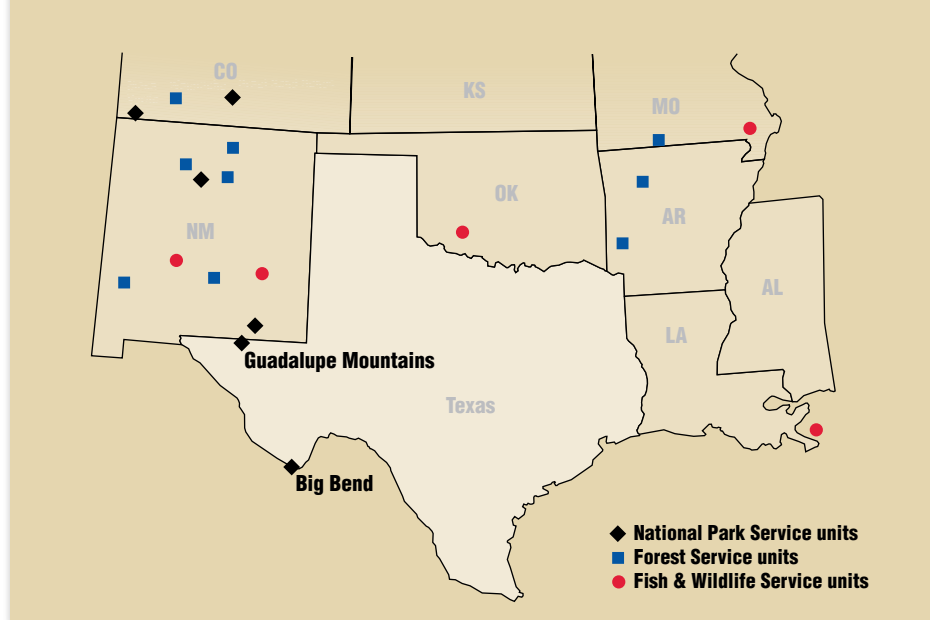 CO
KS
MO
OK
NM
AR
AL
LA
Guadalupe Mountains
Texas
Big Bend
National Park Service units
Forest Service units
Fish & Wildlife Service units